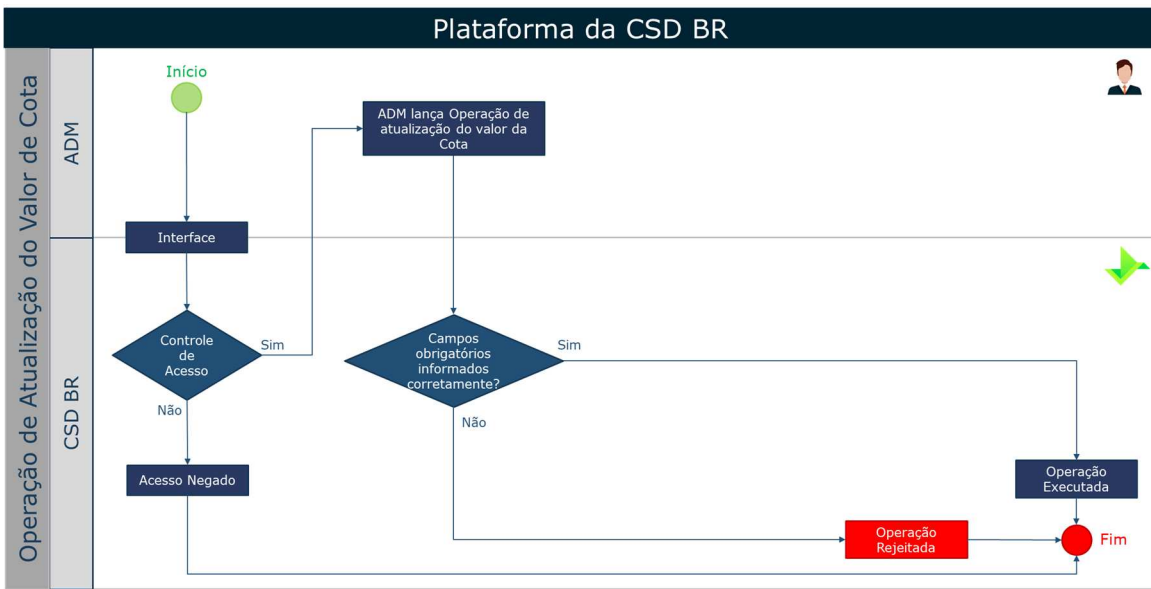 Plataforma da CSD BR
Operação de Atualização do Valor de Cota
ADM
Início
ADM lança Operação de
atualização do valor da
Cota
Interface
CSD BR
Controle
de
Acesso
Sim
Não
Campos
obrigatórios
informados
corretamente?
Sim
Não
Acesso Negado
Operação
Executada
Operação
Rejeitada
Fim